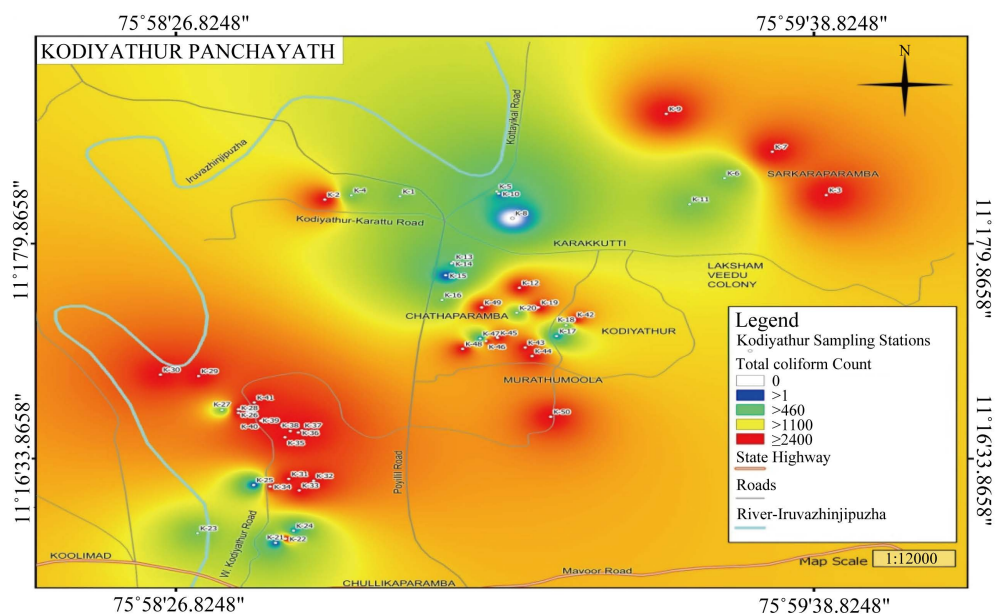 75°58'26.8248"
75°59'38.8248"
KODIYATHUR PANCHAYATH
N
Kottayikal Road
K-9
K-7
Iruvazhinjipuzha
K-6
SARKARAPARAMBA
K-2
K-4
K-1
K-5
K-10
K-11
K-3
K-8
Kodiyathur-Karattu Road
11°17'9.8658"
11°17'9.8658"
KARAKKUTTI
K-13
K-14
K-15
LAKSHAM
VEEDU
COLONY
K-12
K-16
K-49
K-19
K-20
CHATHAPARAMBA
K-18
K-42
K-17
KODIYATHUR
K-47
K-45
K-48
K-46
K-43
K-44
MURATHUMOOLA
Legend
Kodiyathur Sampling Stations
Total coliform Count
0
>1
>460
>1100
≥2400
State Highway
Roads
River-Iruvazhinjipuzha
K-30
K-29
K-41
K-27
K-28
K-26
K-39
K-40
K-38
K-37
K-36
K-35
K-50
11°16'33.8658"
11°16'33.8658"
Poyilil Road
K-25
K-31
K-32
K-34
K-33
K-23
K-24
K-21
K-22
W. Kodiyathur Road
KOOLIMAD
CHULLIKAPARAMBA
Mavoor Road
Map Scale
1:12000
75°58'26.8248"
75°59'38.8248"